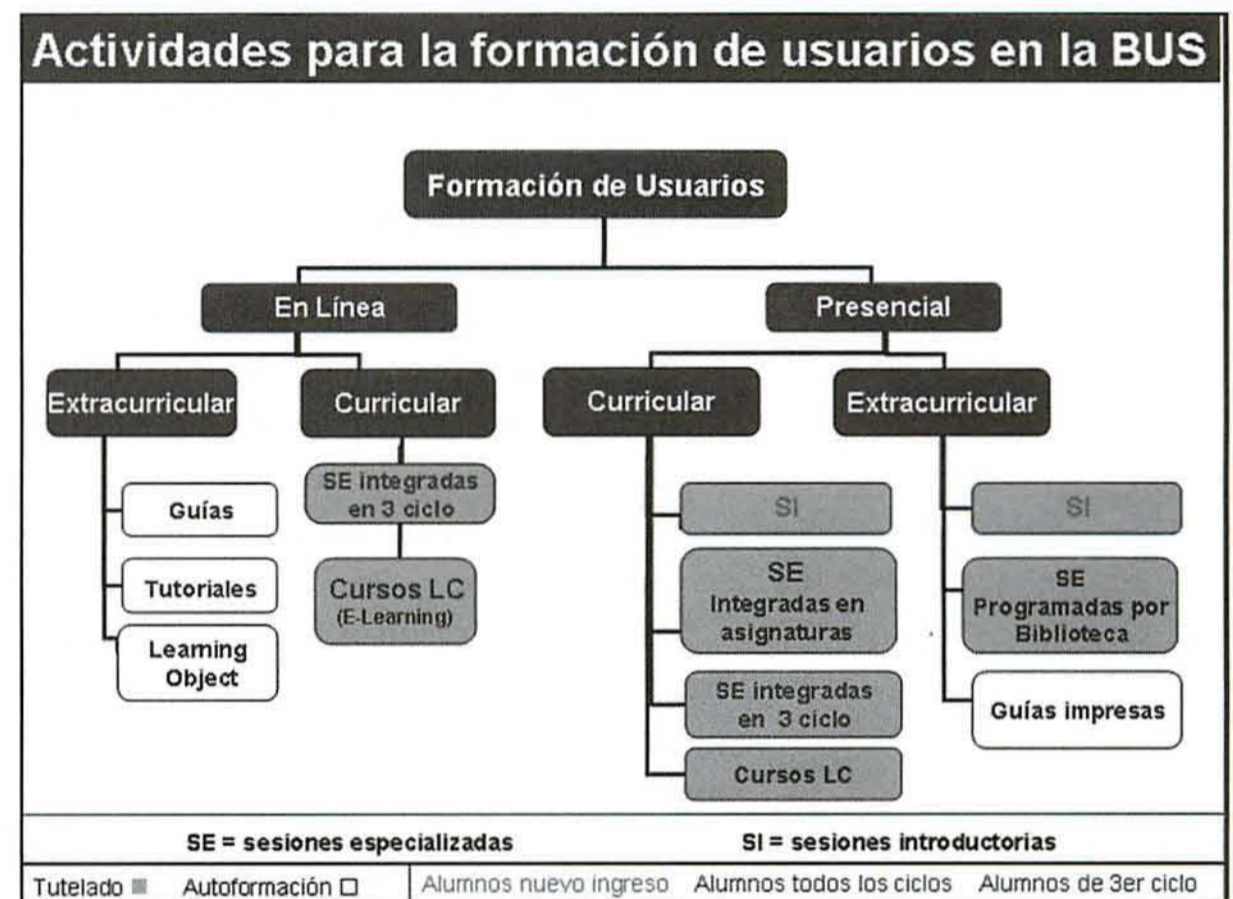 Actividades para la formación de usuarios en la BUS
Formación de Usuarios
En Línea
Presencial
Extracurricular
Curricular
Curricular
Extracurricular
Guías
Tutoriales
Learning
Object
SE integradas
en 3 ciclo
Cursos LC
(E-Learning)
SI
SE
Integradas en
asignaturas
SE integradas
en 3 ciclo
Cursos LC
SI
SE
Programadas por
Biblioteca
Guías impresas
SE = sesiones especializadas
SI = sesiones introductorias
Tutelado
Autoformación
Alumnos nuevo ingreso
Alumnos todos los ciclos
Alumnos de 3er ciclo